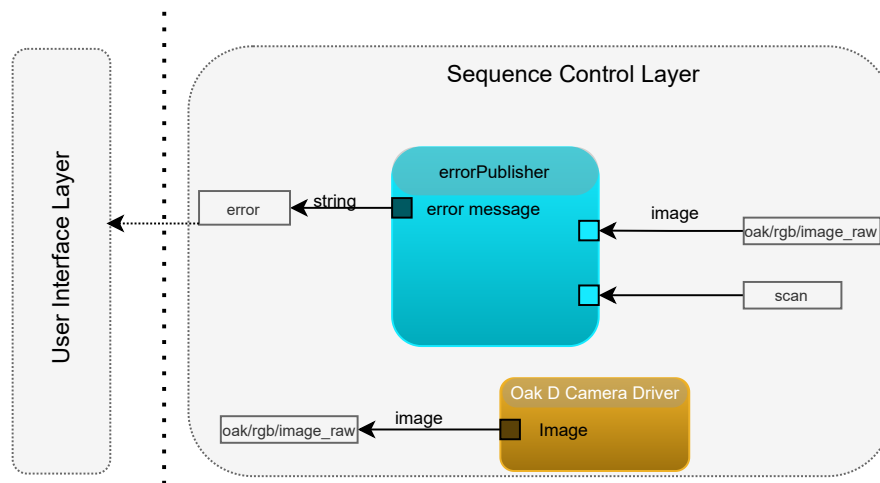 Sequence Control Layer
User Interface Layer
errorPublisher
error
string
error message
image
oak/rgb/image_raw
scan
Oak D Camera Driver
oak/rgb/image_raw
image
Image